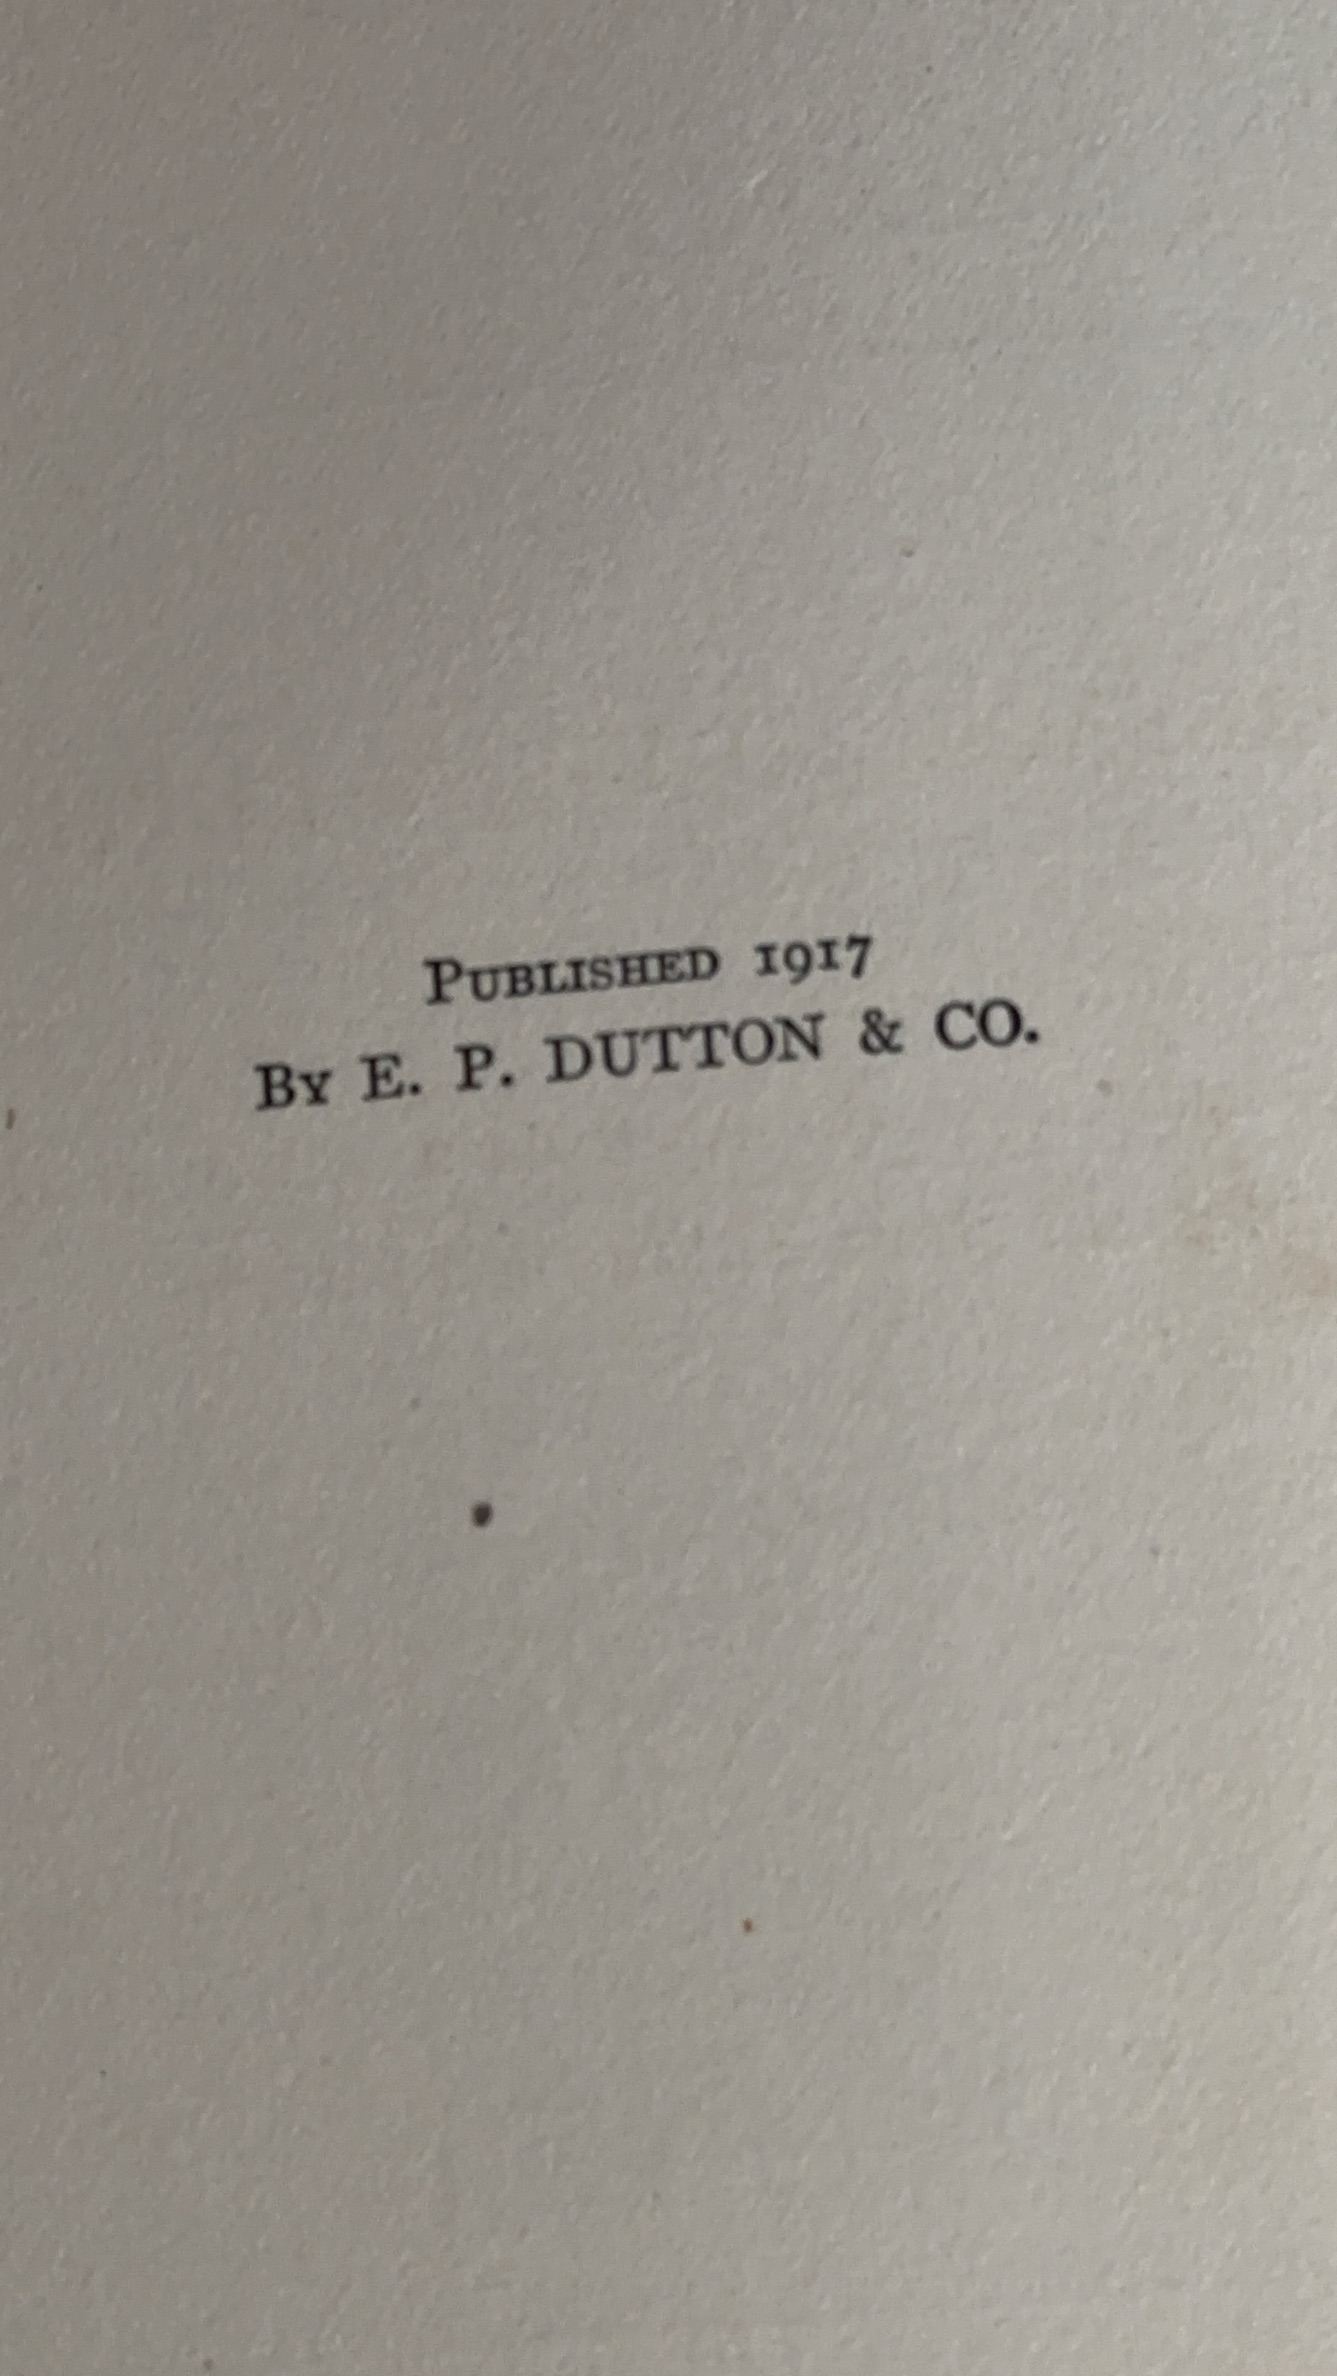 PUBLISHED 1917
BY E. P. DUTTON & CO.